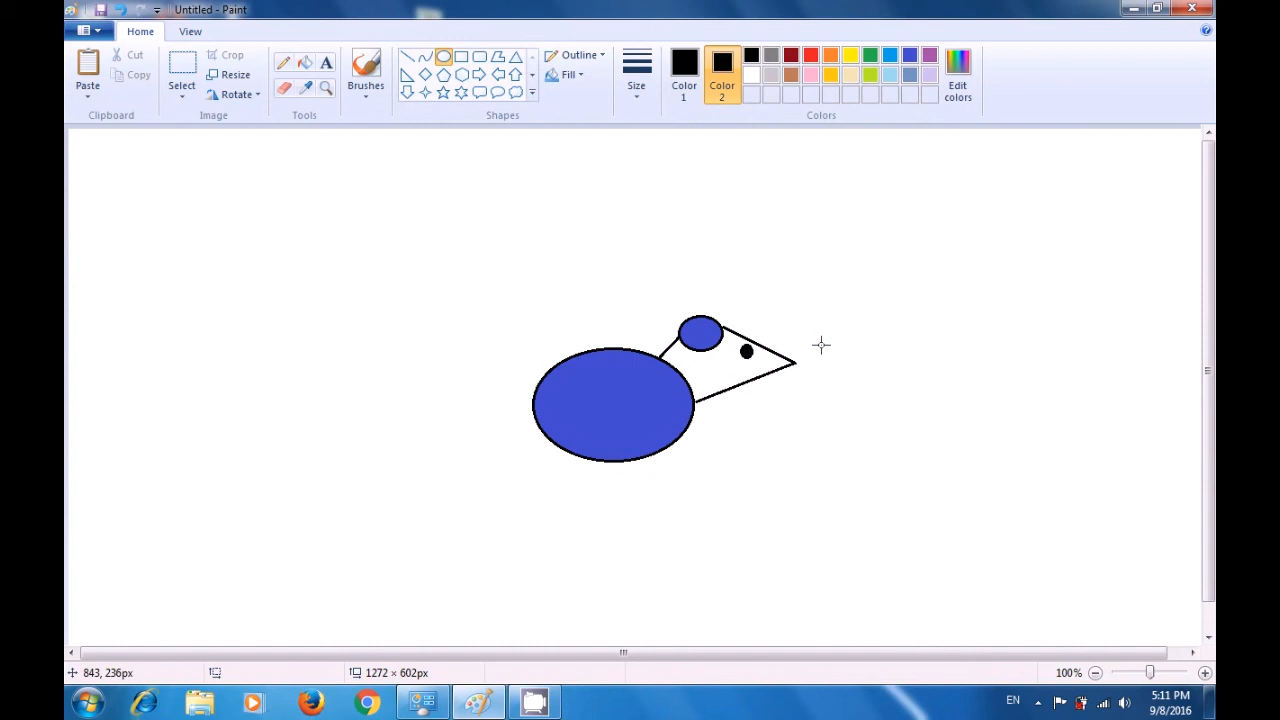 Untitled - Paint
Home View
Paste
Cut
Copy
Clipboard
Select
Crop
Resize
Rotate
Image
A
Tools
Brushes
Outline
Fill
Shapes
Size
Color 1
Color 2
Edit colors
Colors
843, 236px
1272 × 602px
100%
EN
5:11 PM
9/8/2016